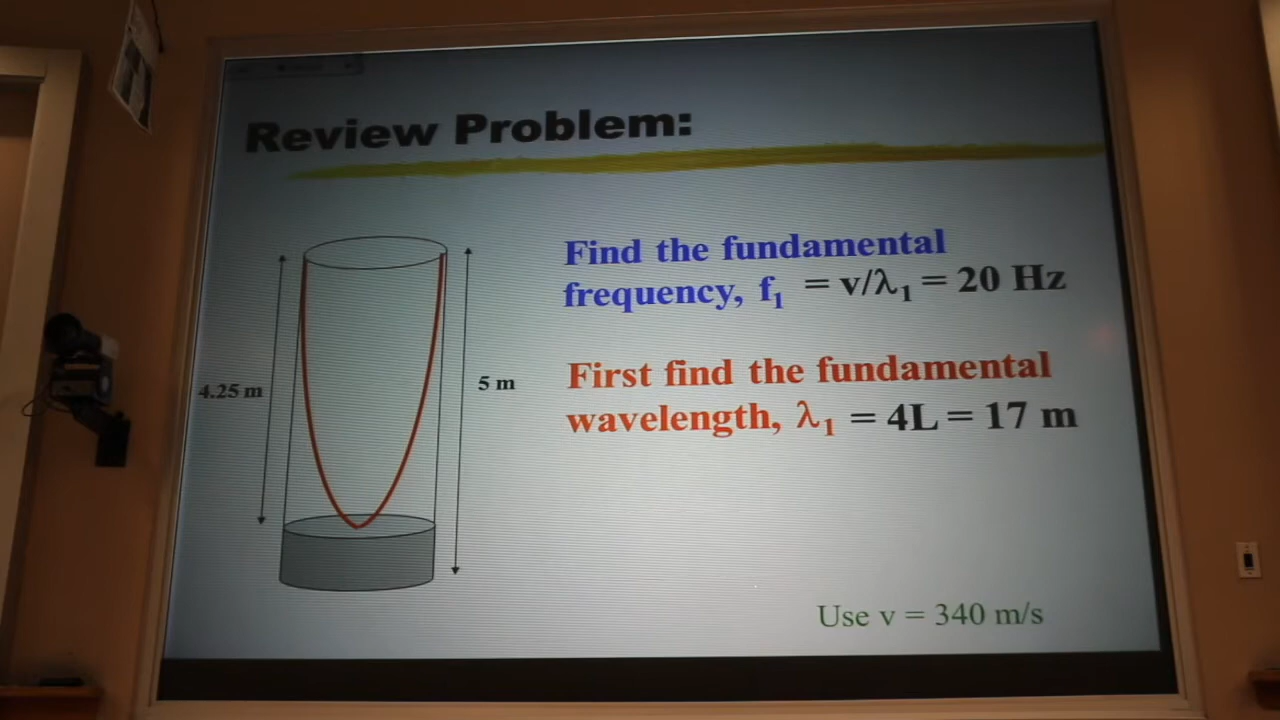 Review Problem:
Find the fundamental
frequency, f₁ = v/λ₁ = 20 Hz
First find the fundamental
wavelength, λ₁ = 4L = 17 m
4.25 m
5 m
Use v = 340 m/s